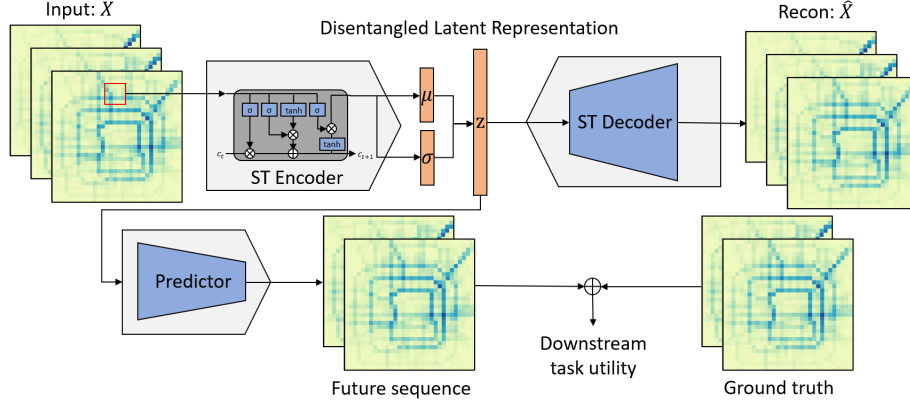 Input: X
Disentangled Latent Representation
Recon: X̂
σ σ tanh σ
tanh
c_t
c_{t+1}
ST Encoder
μ
σ
z
ST Decoder
Predictor
Future sequence
Downstream
task utility
Ground truth